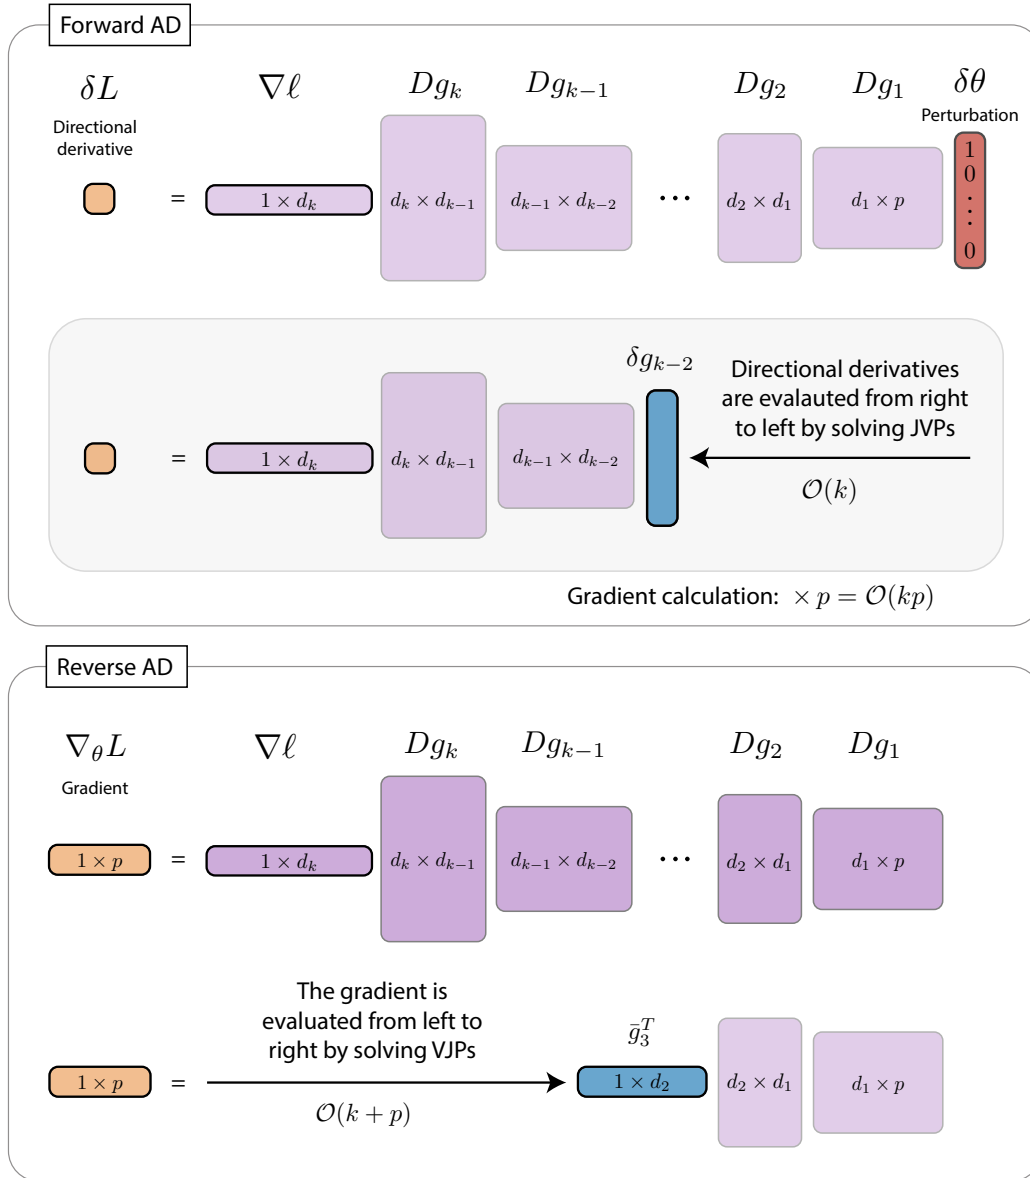 Forward AD
δL ∇ℓ Dg_k Dg_{k−1} Dg_2 Dg_1 δθ
Directional
derivative
Perturbation
= 1 × d_k d_k × d_{k−1} d_{k−1} × d_{k−2} ··· d_2 × d_1 d_1 × p
1
0
⋮
0
δg_{k−2}
Directional derivatives
are evalauted from right
to left by solving JVPs
= 1 × d_k d_k × d_{k−1} d_{k−1} × d_{k−2}
O(k)
Gradient calculation: × p = O(kp)
Reverse AD
∇_θ L ∇ℓ Dg_k Dg_{k−1} Dg_2 Dg_1
Gradient
1 × p = 1 × d_k d_k × d_{k−1} d_{k−1} × d_{k−2} ··· d_2 × d_1 d_1 × p
The gradient is
evaluated from left to
right by solving VJPs
ḡ_3^T
1 × p = 1 × d_2 d_2 × d_1 d_1 × p
O(k + p)